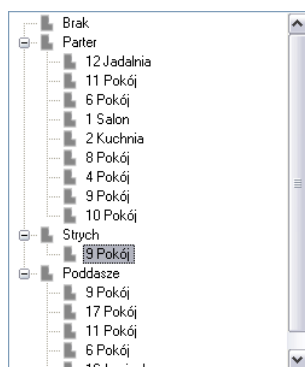 Brak
Parter
12 Jadalnia
11 Pokój
6 Pokój
1 Salon
2 Kuchnia
8 Pokój
4 Pokój
9 Pokój
10 Pokój
Strych
9 Pokój
Poddasze
9 Pokój
17 Pokój
11 Pokój
6 Pokój